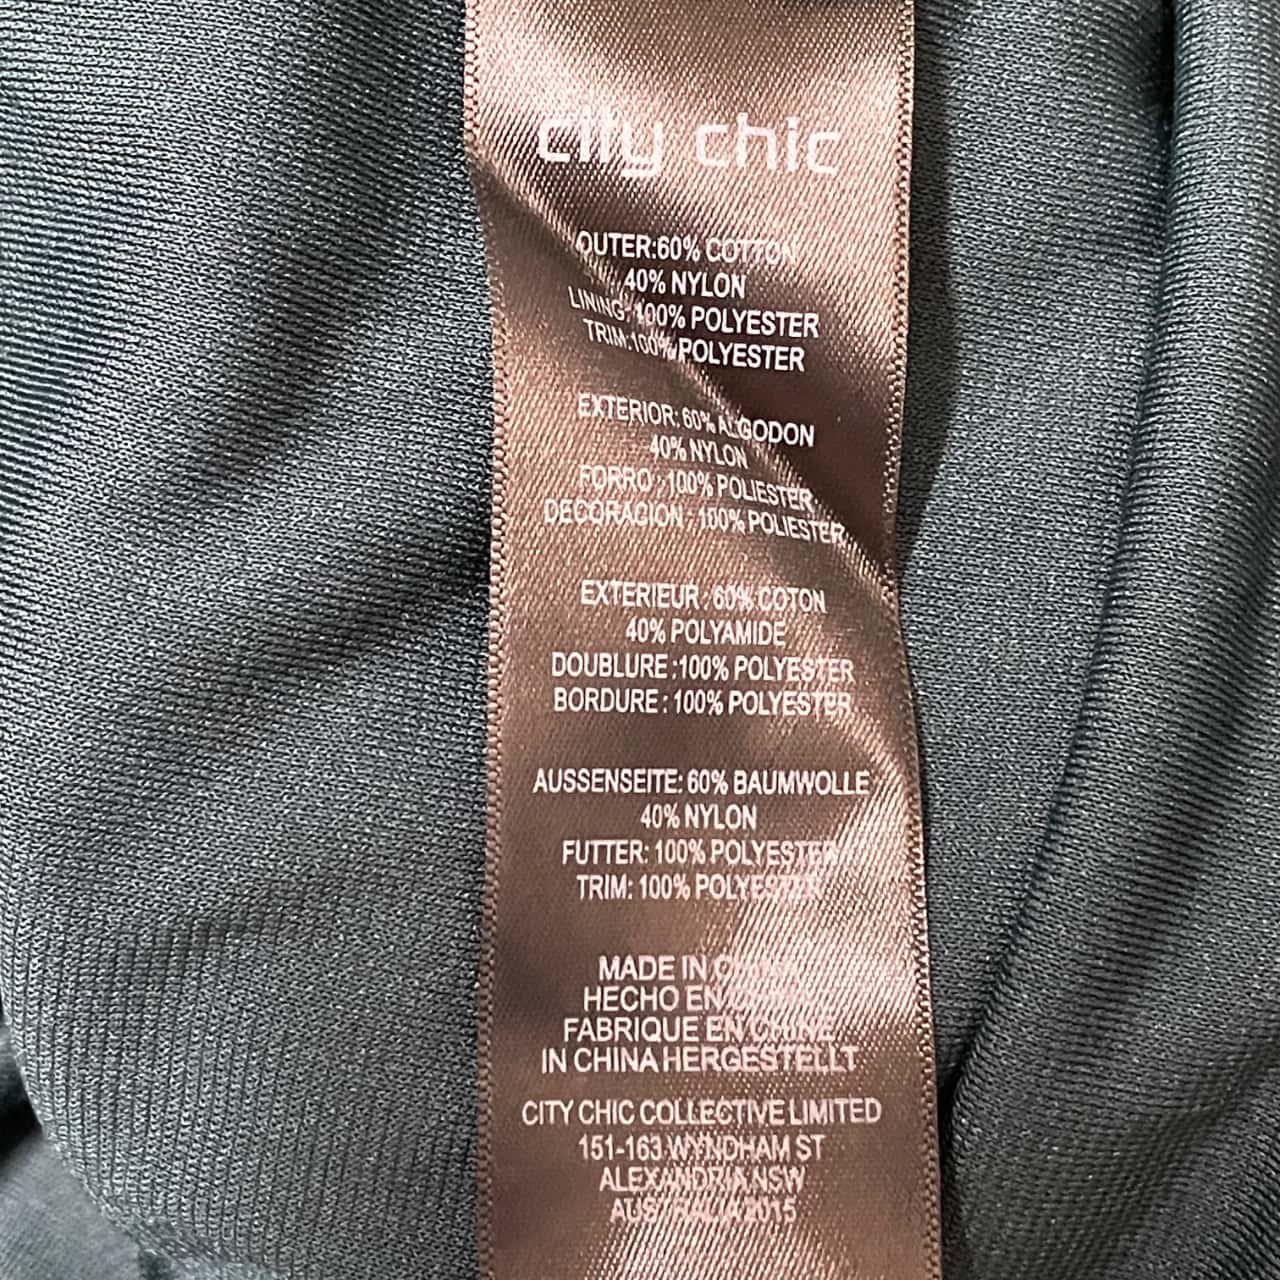 city chic
OUTER:60% COTTON
40% NYLON
LINING: 100% POLYESTER
TRIM:100% POLYESTER
EXTERIOR: 60% ALGODON
40% NYLON
FORRO : 100% POLIESTER
DECORACION : 100% POLIESTER
EXTERIEUR : 60% COTON
40% POLYAMIDE
DOUBLURE :100% POLYESTER
BORDURE : 100% POLYESTER
AUSSENSEITE: 60% BAUMWOLLE
40% NYLON
FUTTER: 100% POLYESTER
TRIM: 100% POLYESTER
MADE IN CHINA
HECHO EN CHINA
FABRIQUE EN CHINE
IN CHINA HERGESTELLT
CITY CHIC COLLECTIVE LIMITED
151-163 WYNDHAM ST
ALEXANDRIA NSW
AUSTRALIA 2015